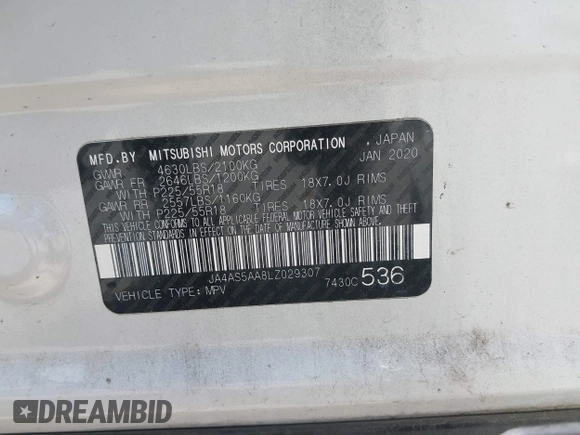 MFD.BY MITSUBISHI MOTORS CORPORATION , JAPAN
GVWR 4630LBS/2100KG JAN 2020
GAWR FR 2646LBS/1200KG
WITH P225/55R18 TIRES 18X7.0J RIMS
GAWR RR 2557LBS/1160KG
WITH P225/55R18 TIRES 18X7.0J RIMS
THIS VEHICLE CONFORMS TO ALL APPLICABLE FEDERAL MOTOR VEHICLE SAFETY AND THEFT
PREVENTION STANDARDS IN EFFECT ON THE DATE OF MANUFACTURE SHOWN ABOVE.
JA4AS5AA8LZ029307
VEHICLE TYPE: MPV 7430C 536
DREAMBID